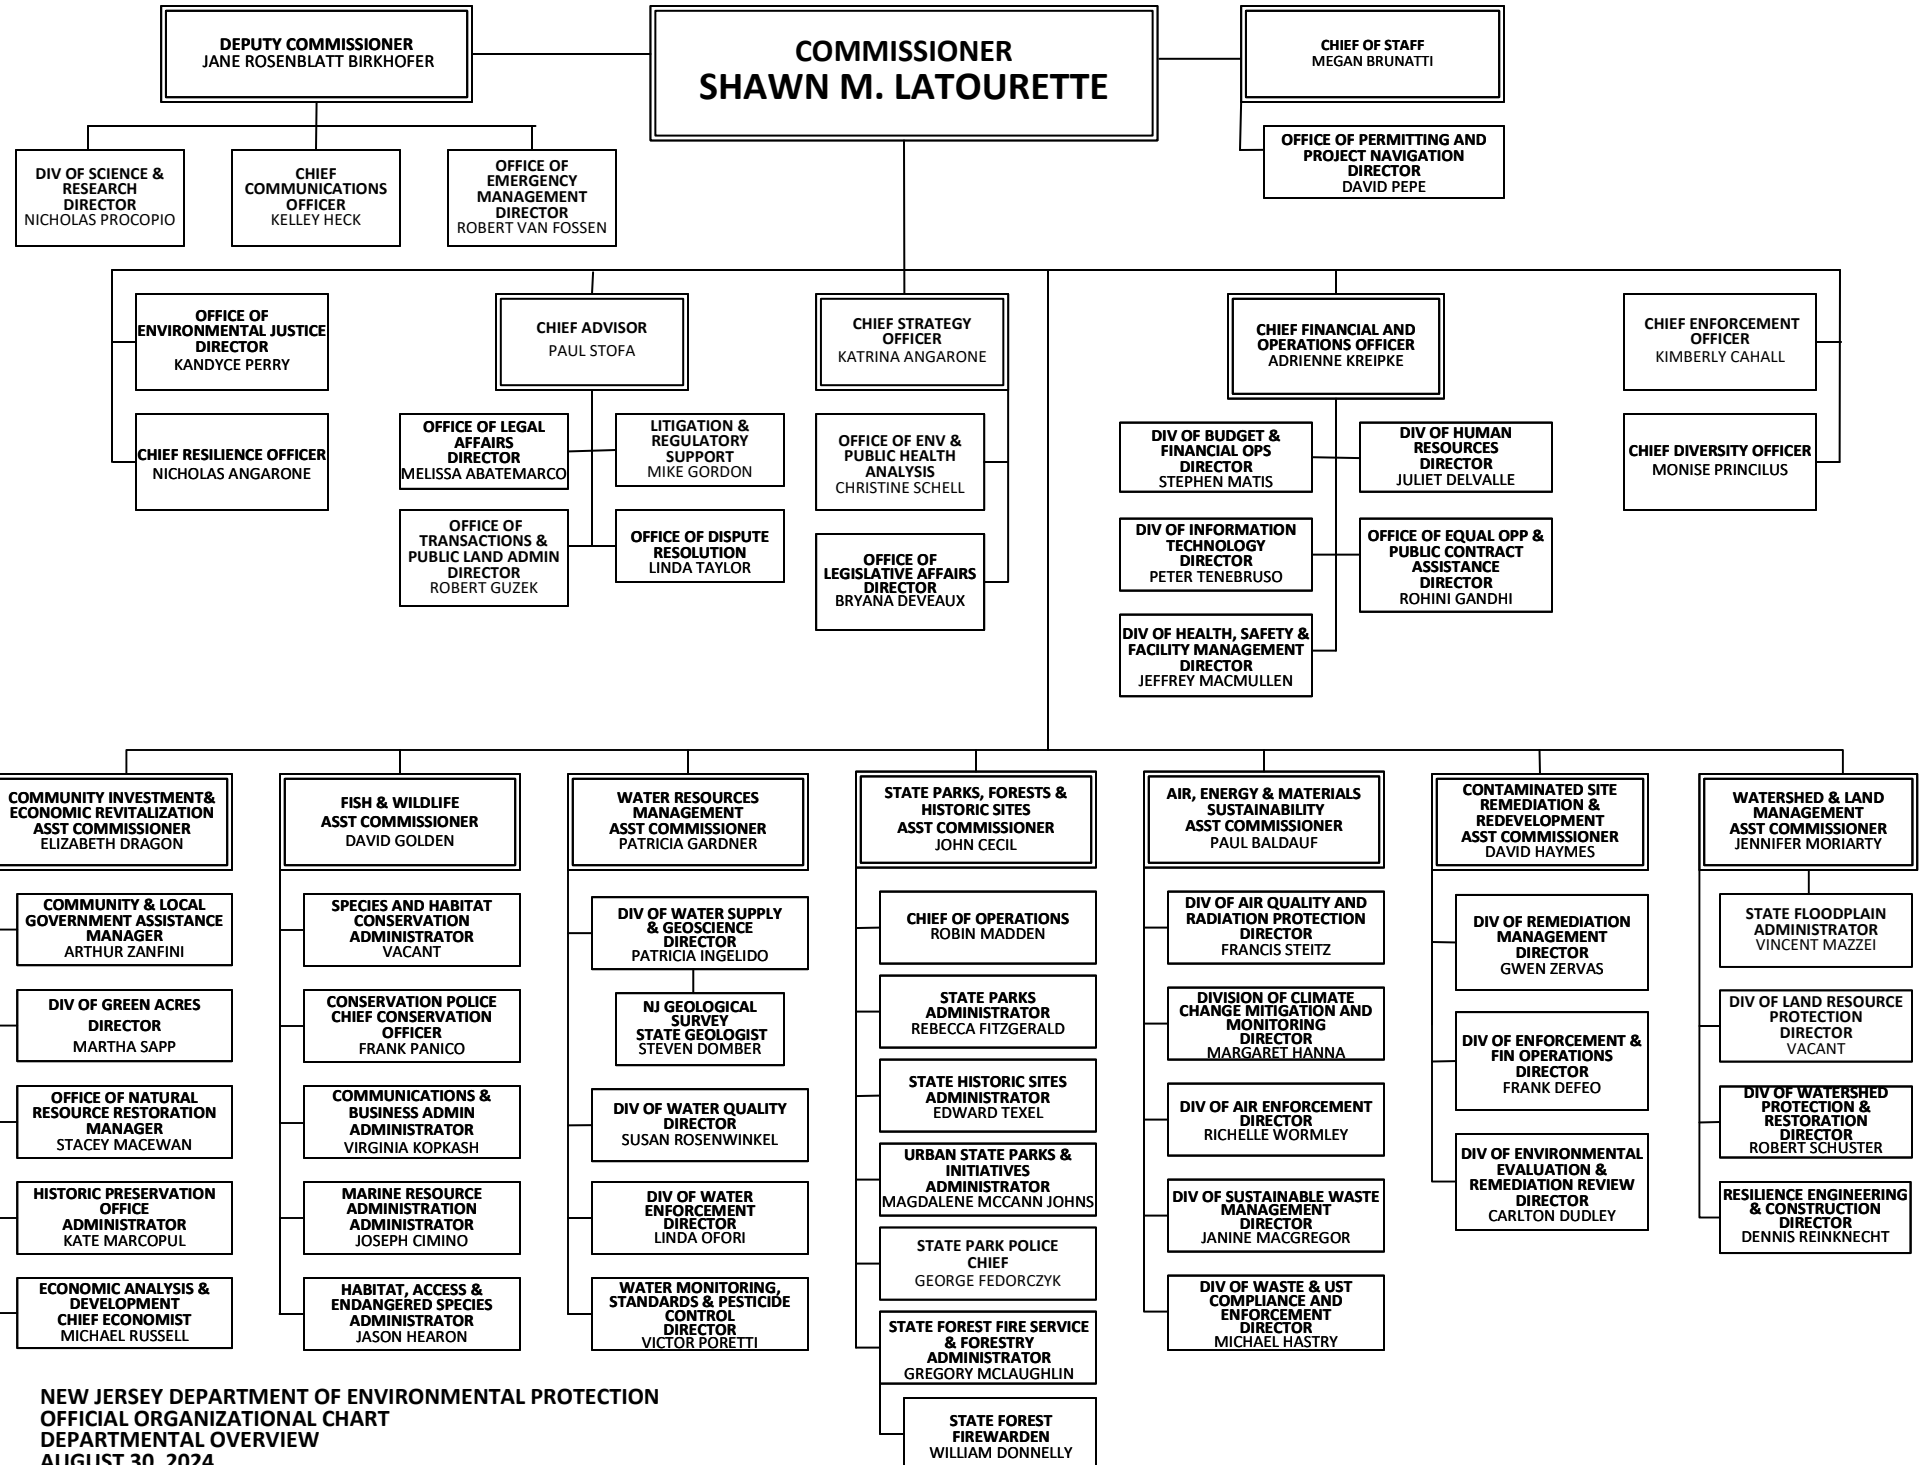 DEPUTY COMMISSIONER
JANE ROSENBLATT BIRKHOFER
COMMISSIONER
SHAWN M. LATOURETTE
CHIEF OF STAFF
MEGAN BRUNATTI
OFFICE OF PERMITTING AND
PROJECT NAVIGATION
DIRECTOR
DAVID PEPE
DIV OF SCIENCE &
RESEARCH
DIRECTOR
NICHOLAS PROCOPIO
CHIEF
COMMUNICATIONS
OFFICER
KELLEY HECK
OFFICE OF
EMERGENCY
MANAGEMENT
DIRECTOR
ROBERT VAN FOSSEN
OFFICE OF
ENVIRONMENTAL JUSTICE
DIRECTOR
KANDYCE PERRY
CHIEF RESILIENCE OFFICER
NICHOLAS ANGARONE
CHIEF ADVISOR
PAUL STOFA
OFFICE OF LEGAL
AFFAIRS
DIRECTOR
MELISSA ABATEMARCO
LITIGATION &
REGULATORY
SUPPORT
MIKE GORDON
OFFICE OF
TRANSACTIONS &
PUBLIC LAND ADMIN
DIRECTOR
ROBERT GUZEK
OFFICE OF DISPUTE
RESOLUTION
LINDA TAYLOR
CHIEF STRATEGY
OFFICER
KATRINA ANGARONE
OFFICE OF ENV &
PUBLIC HEALTH
ANALYSIS
CHRISTINE SCHELL
OFFICE OF
LEGISLATIVE AFFAIRS
DIRECTOR
BRYANA DEVEAUX
CHIEF FINANCIAL AND
OPERATIONS OFFICER
ADRIENNE KREIPKE
DIV OF BUDGET &
FINANCIAL OPS
DIRECTOR
STEPHEN MATIS
DIV OF HUMAN
RESOURCES
DIRECTOR
JULIET DELVALLE
DIV OF INFORMATION
TECHNOLOGY
DIRECTOR
PETER TENEBRUSO
OFFICE OF EQUAL OPP &
PUBLIC CONTRACT
ASSISTANCE
DIRECTOR
ROHINI GANDHI
DIV OF HEALTH, SAFETY &
FACILITY MANAGEMENT
DIRECTOR
JEFFREY MACMULLEN
CHIEF ENFORCEMENT
OFFICER
KIMBERLY CAHALL
CHIEF DIVERSITY OFFICER
MONISE PRINCILUS
COMMUNITY INVESTMENT&
ECONOMIC REVITALIZATION
ASST COMMISSIONER
ELIZABETH DRAGON
COMMUNITY & LOCAL
GOVERNMENT ASSISTANCE
MANAGER
ARTHUR ZANFINI
DIV OF GREEN ACRES
DIRECTOR
MARTHA SAPP
OFFICE OF NATURAL
RESOURCE RESTORATION
MANAGER
STACEY MACEWAN
HISTORIC PRESERVATION
OFFICE
ADMINISTRATOR
KATE MARCOPUL
ECONOMIC ANALYSIS &
DEVELOPMENT
CHIEF ECONOMIST
MICHAEL RUSSELL
FISH & WILDLIFE
ASST COMMISSIONER
DAVID GOLDEN
SPECIES AND HABITAT
CONSERVATION
ADMINISTRATOR
VACANT
CONSERVATION POLICE
CHIEF CONSERVATION
OFFICER
FRANK PANICO
COMMUNICATIONS &
BUSINESS ADMIN
ADMINISTRATOR
VIRGINIA KOPKASH
MARINE RESOURCE
ADMINISTRATION
ADMINISTRATOR
JOSEPH CIMINO
HABITAT, ACCESS &
ENDANGERED SPECIES
ADMINISTRATOR
JASON HEARON
WATER RESOURCES
MANAGEMENT
ASST COMMISSIONER
PATRICIA GARDNER
DIV OF WATER SUPPLY
& GEOSCIENCE
DIRECTOR
PATRICIA INGELIDO
NJ GEOLOGICAL
SURVEY
STATE GEOLOGIST
STEVEN DOMBER
DIV OF WATER QUALITY
DIRECTOR
SUSAN ROSENWINKEL
DIV OF WATER
ENFORCEMENT
DIRECTOR
LINDA OFORI
WATER MONITORING,
STANDARDS & PESTICIDE
CONTROL
DIRECTOR
VICTOR PORETTI
STATE PARKS, FORESTS &
HISTORIC SITES
ASST COMMISSIONER
JOHN CECIL
CHIEF OF OPERATIONS
ROBIN MADDEN
STATE PARKS
ADMINISTRATOR
REBECCA FITZGERALD
STATE HISTORIC SITES
ADMINISTRATOR
EDWARD TEXEL
URBAN STATE PARKS &
INITIATIVES
ADMINISTRATOR
MAGDALENE MCCANN JOHNS
STATE PARK POLICE
CHIEF
GEORGE FEDORCZYK
STATE FOREST FIRE SERVICE
& FORESTRY
ADMINISTRATOR
GREGORY MCLAUGHLIN
STATE FOREST
FIREWARDEN
WILLIAM DONNELLY
AIR, ENERGY & MATERIALS
SUSTAINABILITY
ASST COMMISSIONER
PAUL BALDAUF
DIV OF AIR QUALITY AND
RADIATION PROTECTION
DIRECTOR
FRANCIS STEITZ
DIVISION OF CLIMATE
CHANGE MITIGATION AND
MONITORING
DIRECTOR
MARGARET HANNA
DIV OF AIR ENFORCEMENT
DIRECTOR
RICHELLE WORMLEY
DIV OF SUSTAINABLE WASTE
MANAGEMENT
DIRECTOR
JANINE MACGREGOR
DIV OF WASTE & UST
COMPLIANCE AND
ENFORCEMENT
DIRECTOR
MICHAEL HASTRY
CONTAMINATED SITE
REMEDIATION &
REDEVELOPMENT
ASST COMMISSIONER
DAVID HAYMES
DIV OF REMEDIATION
MANAGEMENT
DIRECTOR
GWEN ZERVAS
DIV OF ENFORCEMENT &
FIN OPERATIONS
DIRECTOR
FRANK DEFEO
DIV OF ENVIRONMENTAL
EVALUATION &
REMEDIATION REVIEW
DIRECTOR
CARLTON DUDLEY
WATERSHED & LAND
MANAGEMENT
ASST COMMISSIONER
JENNIFER MORIARTY
STATE FLOODPLAIN
ADMINISTRATOR
VINCENT MAZZEI
DIV OF LAND RESOURCE
PROTECTION
DIRECTOR
VACANT
DIV OF WATERSHED
PROTECTION &
RESTORATION
DIRECTOR
ROBERT SCHUSTER
RESILIENCE ENGINEERING
& CONSTRUCTION
DIRECTOR
DENNIS REINKNECHT
NEW JERSEY DEPARTMENT OF ENVIRONMENTAL PROTECTION
OFFICIAL ORGANIZATIONAL CHART
DEPARTMENTAL OVERVIEW
AUGUST 30, 2024